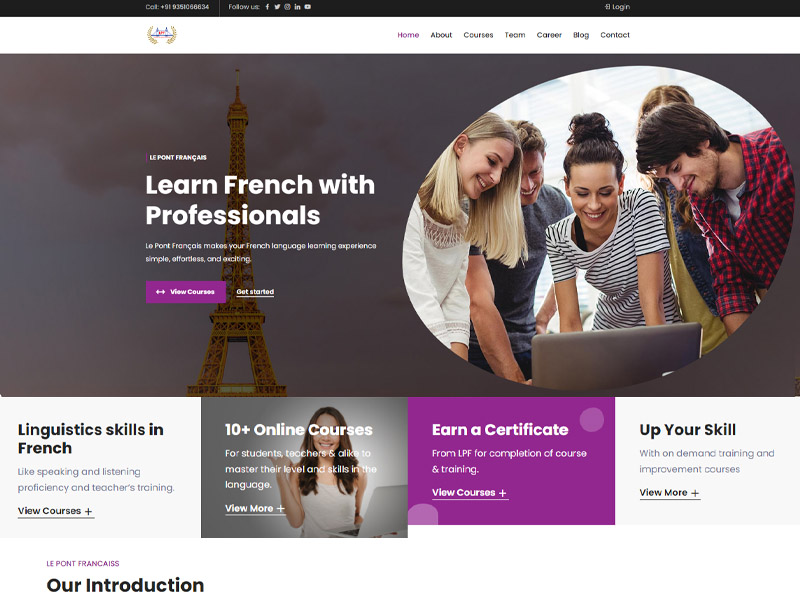 Call: +91 9351066634
Follow us:
Login
Home About Courses Team Career Blog Contact
LE PONT FRANÇAIS
Learn French with
Professionals
Le Pont Français makes your French language learning experience
simple, effortless, and exciting.
View Courses
Get started
Linguistics skills in
French
Like speaking and listening
proficiency and teacher's training.
View Courses +
10+ Online Courses
For students, teachers & alike to
master their level and skills in the
language.
View More +
Earn a Certificate
From LPF for completion of course
& training.
View Courses +
Up Your Skill
With on demand training and
improvement courses
View More +
LE PONT FRANCAISS
Our Introduction